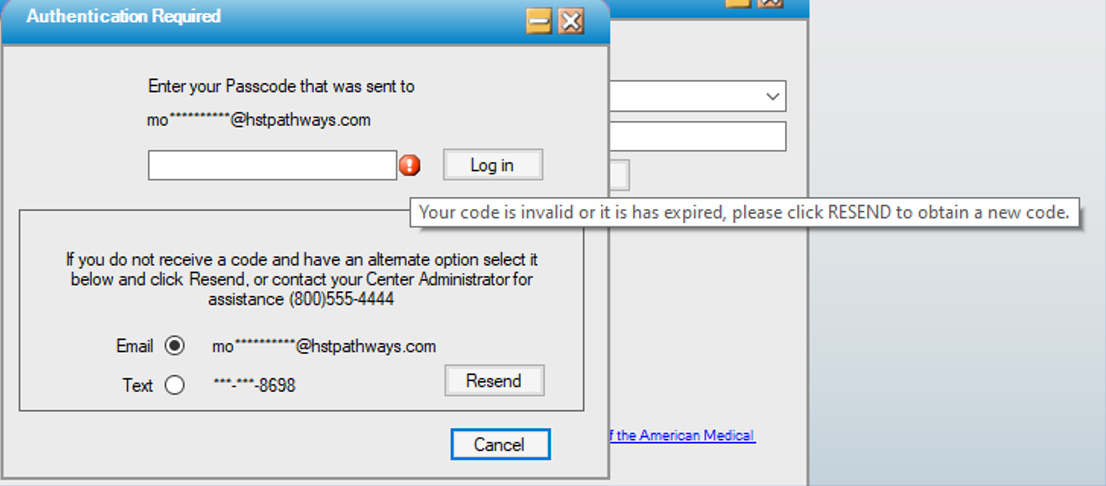 Authentication Required
Enter your Passcode that was sent to
mo**********@hstpathways.com
Log in
Your code is invalid or it is has expired, please click RESEND to obtain a new code.
If you do not receive a code and have an alternate option select it
below and click Resend, or contact your Center Administrator for
assistance (800)555-4444
Email mo**********@hstpathways.com
Text ***-***-8698
Resend
Cancel
f the American Medical